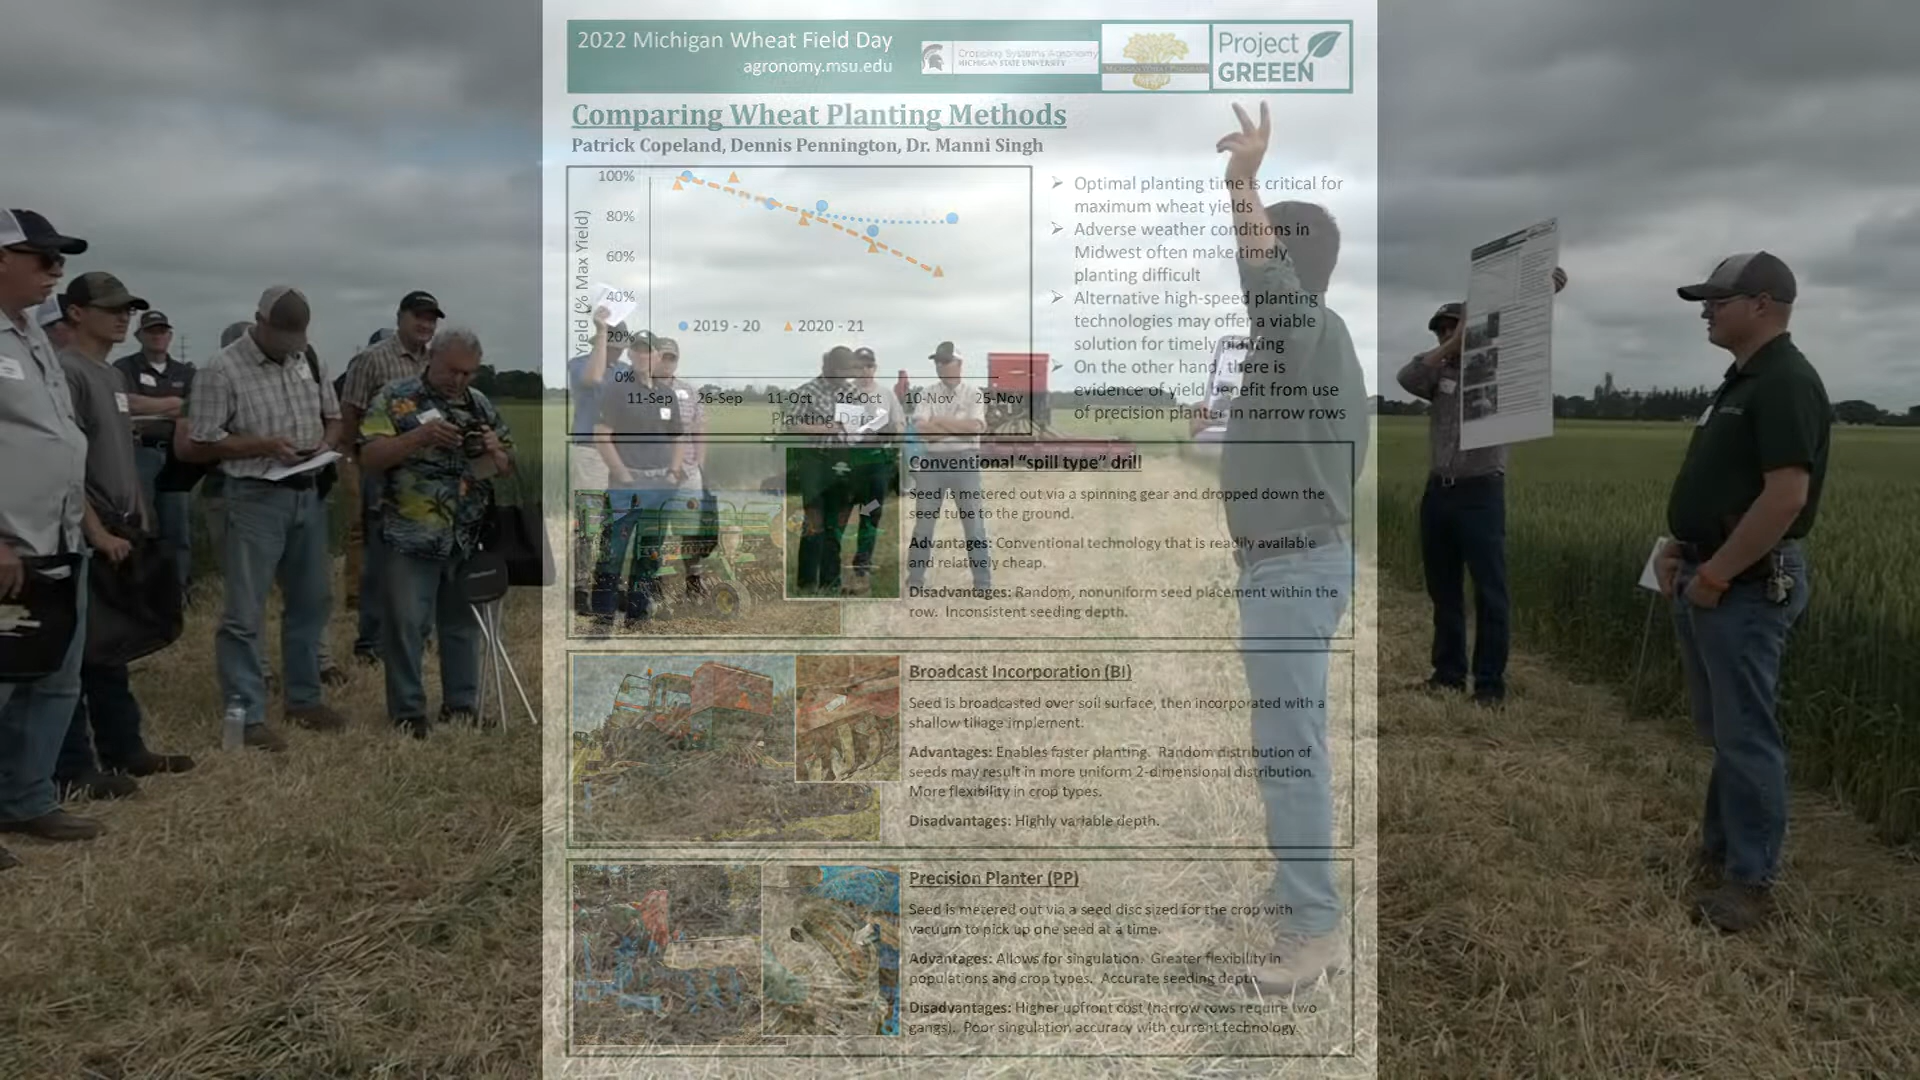 2022 Michigan Wheat Field Day
agronomy.msu.edu
Cropping Systems Agronomy
MICHIGAN STATE UNIVERSITY
MICHIGAN WHEAT PROGRAM
Project
GREEEN
Comparing Wheat Planting Methods
Patrick Copeland, Dennis Pennington, Dr. Manni Singh
Yield (% Max Yield)
100%
80%
60%
40%
20%
0%
2019 - 20
2020 - 21
11-Sep
26-Sep
11-Oct
26-Oct
10-Nov
25-Nov
Planting Date
➢ Optimal planting time is critical for
maximum wheat yields
➢ Adverse weather conditions in
Midwest often make timely
planting difficult
➢ Alternative high-speed planting
technologies may offer a viable
solution for timely planting
➢ On the other hand, there is
evidence of yield benefit from use
of precision planter in narrow rows
Conventional “spill type” drill
Seed is metered out via a spinning gear and dropped down the
seed tube to the ground.
Advantages: Conventional technology that is readily available
and relatively cheap.
Disadvantages: Random, nonuniform seed placement within the
row. Inconsistent seeding depth.
Broadcast Incorporation (BI)
Seed is broadcasted over soil surface, then incorporated with a
shallow tillage implement.
Advantages: Enables faster planting. Random distribution of
seeds may result in more uniform 2-dimensional distribution.
More flexibility in crop types.
Disadvantages: Highly variable depth.
Precision Planter (PP)
Seed is metered out via a seed disc sized for the crop with
vacuum to pick up one seed at a time.
Advantages: Allows for singulation. Greater flexibility in
populations and crop types. Accurate seeding depth.
Disadvantages: Higher upfront cost (narrow rows require two
gangs). Poor singulation accuracy with current technology.